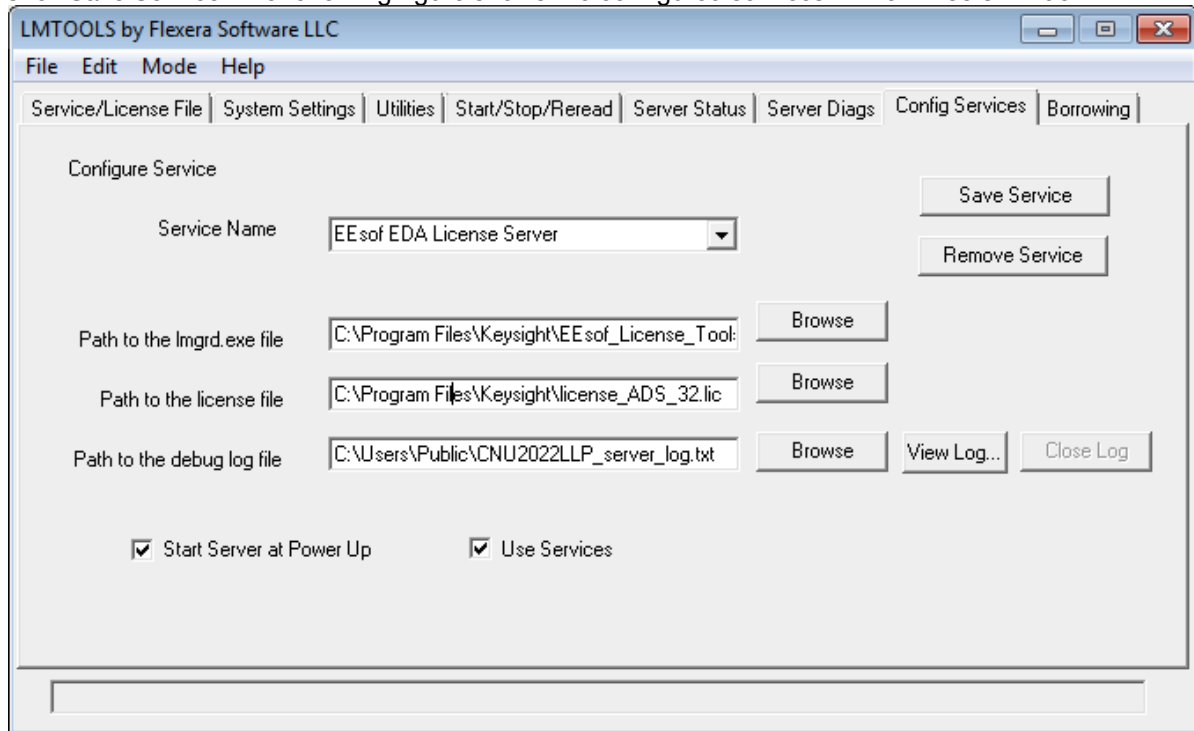 LMTOOLS by Flexera Software LLC
File Edit Mode Help
Service/License File System Settings Utilities Start/Stop/Reread Server Status Server Diags Config Services Borrowing
Configure Service
Save Service
Service Name EEsof EDA License Server
Remove Service
Path to the lmgrd.exe file C:\Program Files\Keysight\EEsof_License_Tools Browse
Path to the license file C:\Program Files\Keysight\license_ADS_32.lic Browse
Path to the debug log file C:\Users\Public\CNU2022LLP_server_log.txt Browse View Log... Close Log
Start Server at Power Up Use Services